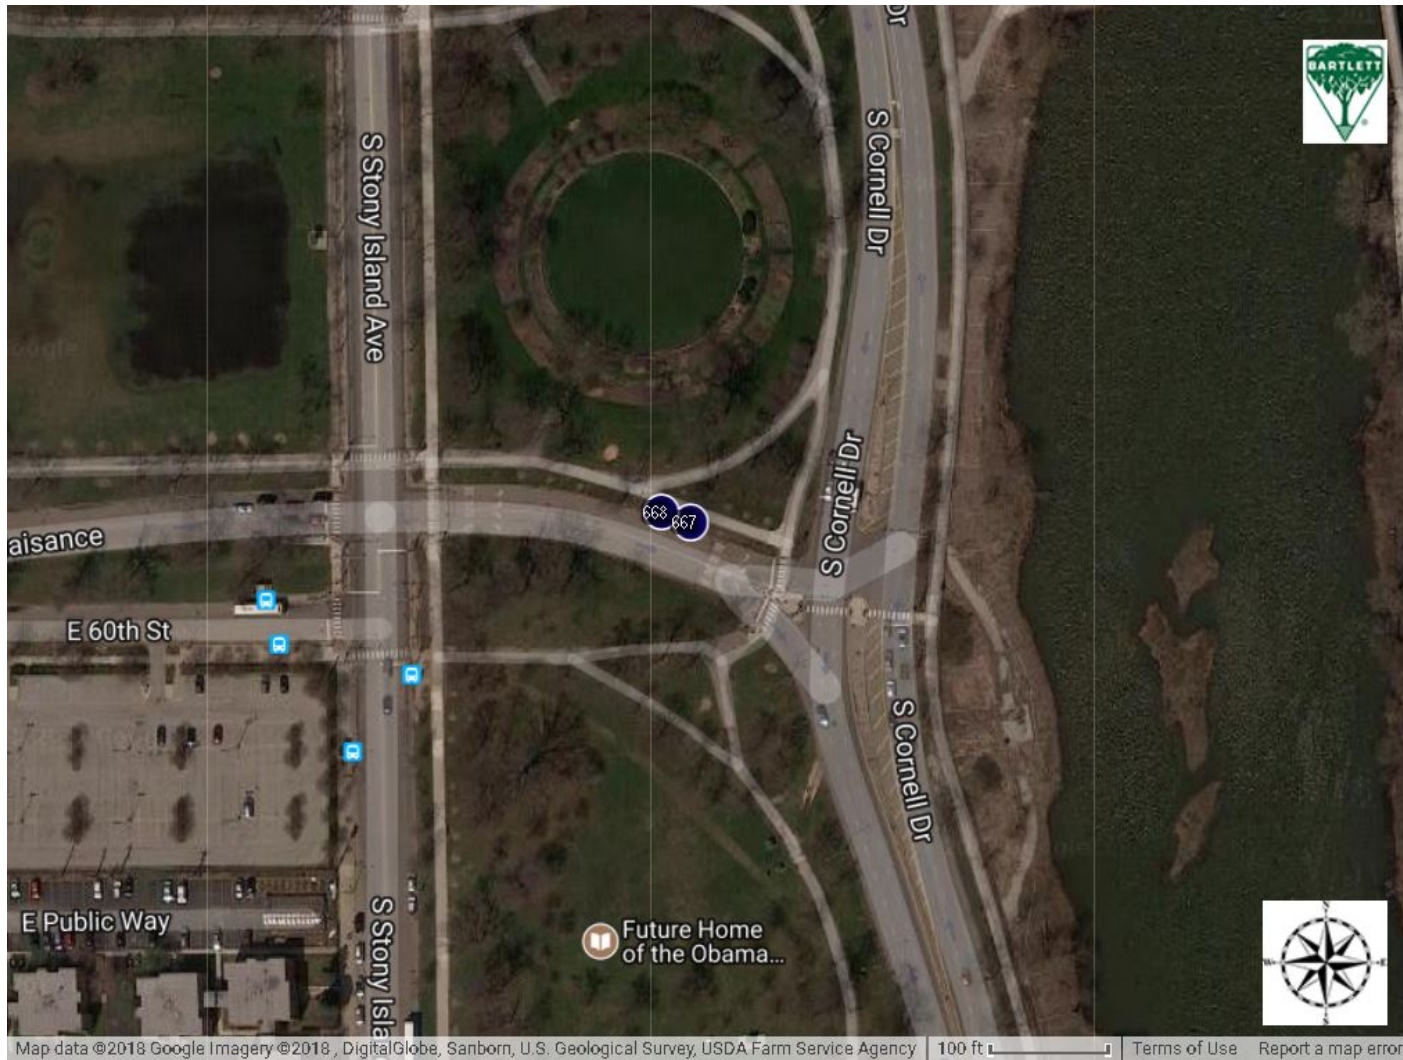 Dr
BARTLETT
S Cornell Dr
S Stony Island Ave
S Cornell Dr
668
667
aisance
E 60th St
S Cornell Dr
E Public Way
S Stony Isla
Future Home
of the Obama...
N
W
E
S
Map data ©2018 Google Imagery ©2018 , DigitalGlobe, Sanborn, U.S. Geological Survey, USDA Farm Service Agency
100 ft
Terms of Use
Report a map error